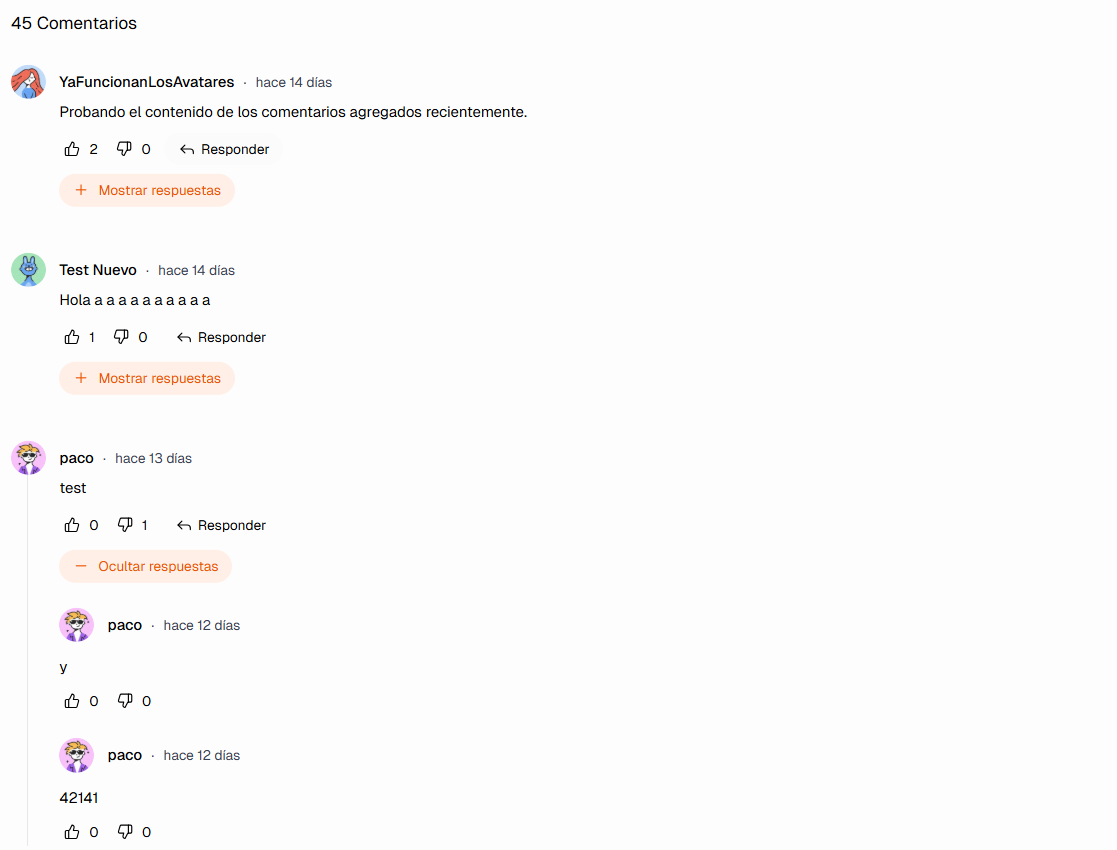 45 Comentarios
YaFuncionanLosAvatares · hace 14 días
Probando el contenido de los comentarios agregados recientemente.
2 0 Responder
+ Mostrar respuestas
Test Nuevo · hace 14 días
Hola a a a a a a a a a a
1 0 Responder
+ Mostrar respuestas
paco · hace 13 días
test
0 1 Responder
− Ocultar respuestas
paco · hace 12 días
y
0 0
paco · hace 12 días
42141
0 0